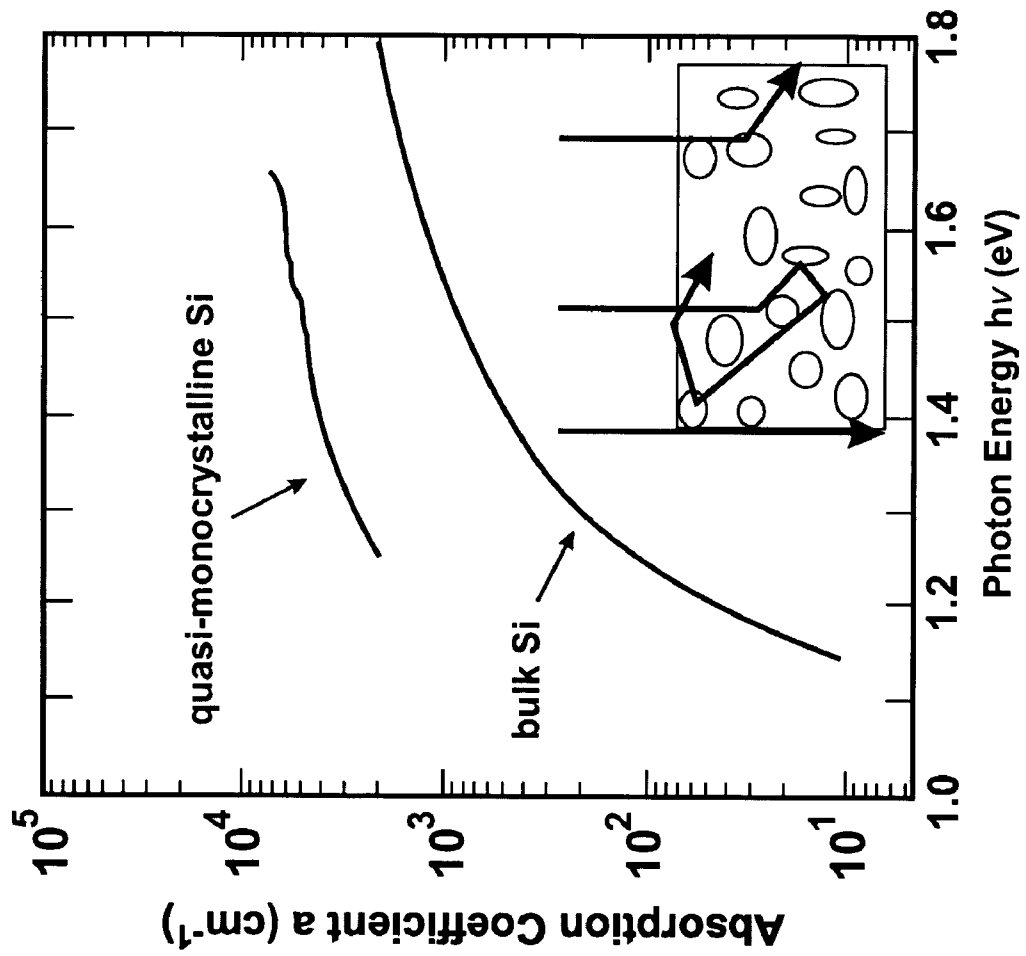 Absorption Coefficient a (cm⁻¹)
10⁵
10⁴
10³
10²
10¹
quasi-monocrystalline Si
bulk Si
1.0
1.2
1.4
1.6
1.8
Photon Energy hν (eV)